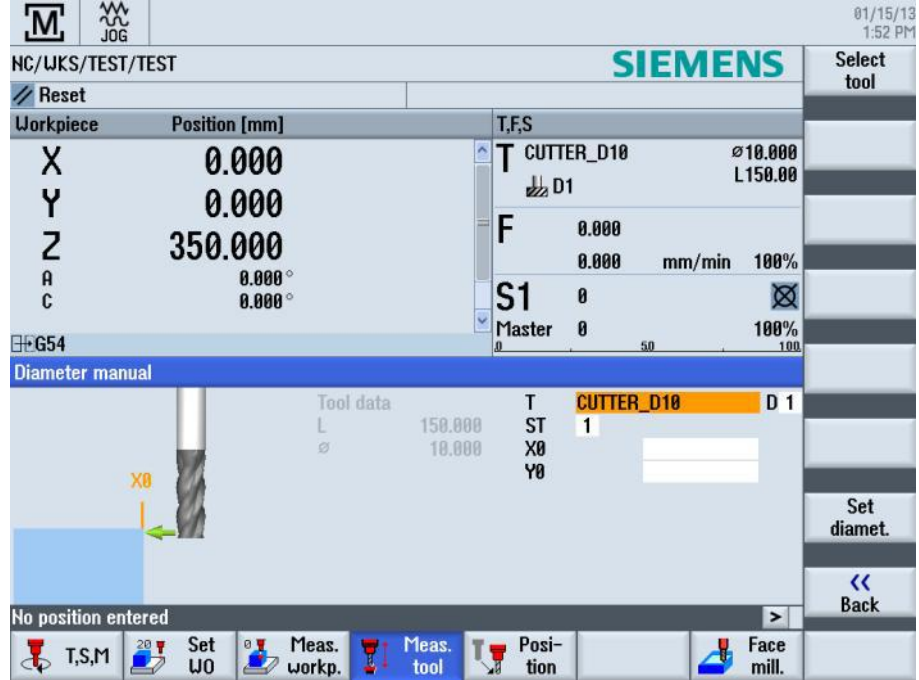 M JOG 01/15/13
1:52 PM
NC/WKS/TEST/TEST SIEMENS
Select
tool
Reset
Workpiece Position [mm] T,F,S
X 0.000 T CUTTER_D10 ⌀10.000
D1 L150.00
Y 0.000
Z 350.000 F 0.000
0.000 mm/min 100%
A 0.000°
C 0.000° S1 0
Master 0 100%
G54 0 50 100
Diameter manual
Tool data T CUTTER_D10 D 1
L 150.000 ST 1
⌀ 10.000 X0
Y0
X0
Set
diamet.
<<
Back
No position entered >
T,S,M
20 Set
WO
0 Meas.
workp.
Meas.
tool
Posi-
tion
Face
mill.